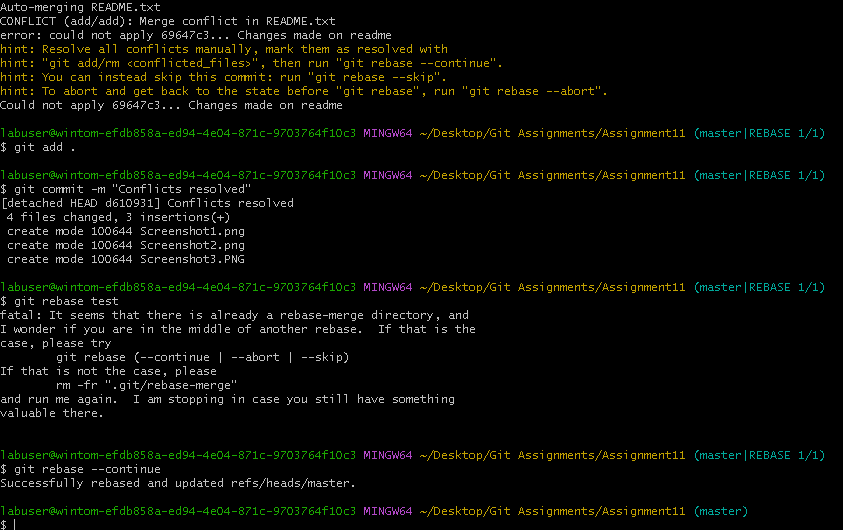 Auto-merging README.txt
CONFLICT (add/add): Merge conflict in README.txt
error: could not apply 69647c3... Changes made on readme
hint: Resolve all conflicts manually, mark them as resolved with
hint: "git add/rm <conflicted_files>", then run "git rebase --continue".
hint: You can instead skip this commit: run "git rebase --skip".
hint: To abort and get back to the state before "git rebase", run "git rebase --abort".
Could not apply 69647c3... Changes made on readme
labuser@wintom-efdb858a-ed94-4e04-871c-9703764f10c3 MINGW64 ~/Desktop/Git Assignments/Assignment11 (master|REBASE 1/1)
$ git add .
labuser@wintom-efdb858a-ed94-4e04-871c-9703764f10c3 MINGW64 ~/Desktop/Git Assignments/Assignment11 (master|REBASE 1/1)
$ git commit -m "Conflicts resolved"
[detached HEAD d610931] Conflicts resolved
 4 files changed, 3 insertions(+)
 create mode 100644 Screenshot1.png
 create mode 100644 Screenshot2.png
 create mode 100644 Screenshot3.PNG
labuser@wintom-efdb858a-ed94-4e04-871c-9703764f10c3 MINGW64 ~/Desktop/Git Assignments/Assignment11 (master|REBASE 1/1)
$ git rebase test
fatal: It seems that there is already a rebase-merge directory, and
I wonder if you are in the middle of another rebase.  If that is the
case, please try
        git rebase (--continue | --abort | --skip)
If that is not the case, please
        rm -fr ".git/rebase-merge"
and run me again.  I am stopping in case you still have something
valuable there.
labuser@wintom-efdb858a-ed94-4e04-871c-9703764f10c3 MINGW64 ~/Desktop/Git Assignments/Assignment11 (master|REBASE 1/1)
$ git rebase --continue
Successfully rebased and updated refs/heads/master.
labuser@wintom-efdb858a-ed94-4e04-871c-9703764f10c3 MINGW64 ~/Desktop/Git Assignments/Assignment11 (master)
$